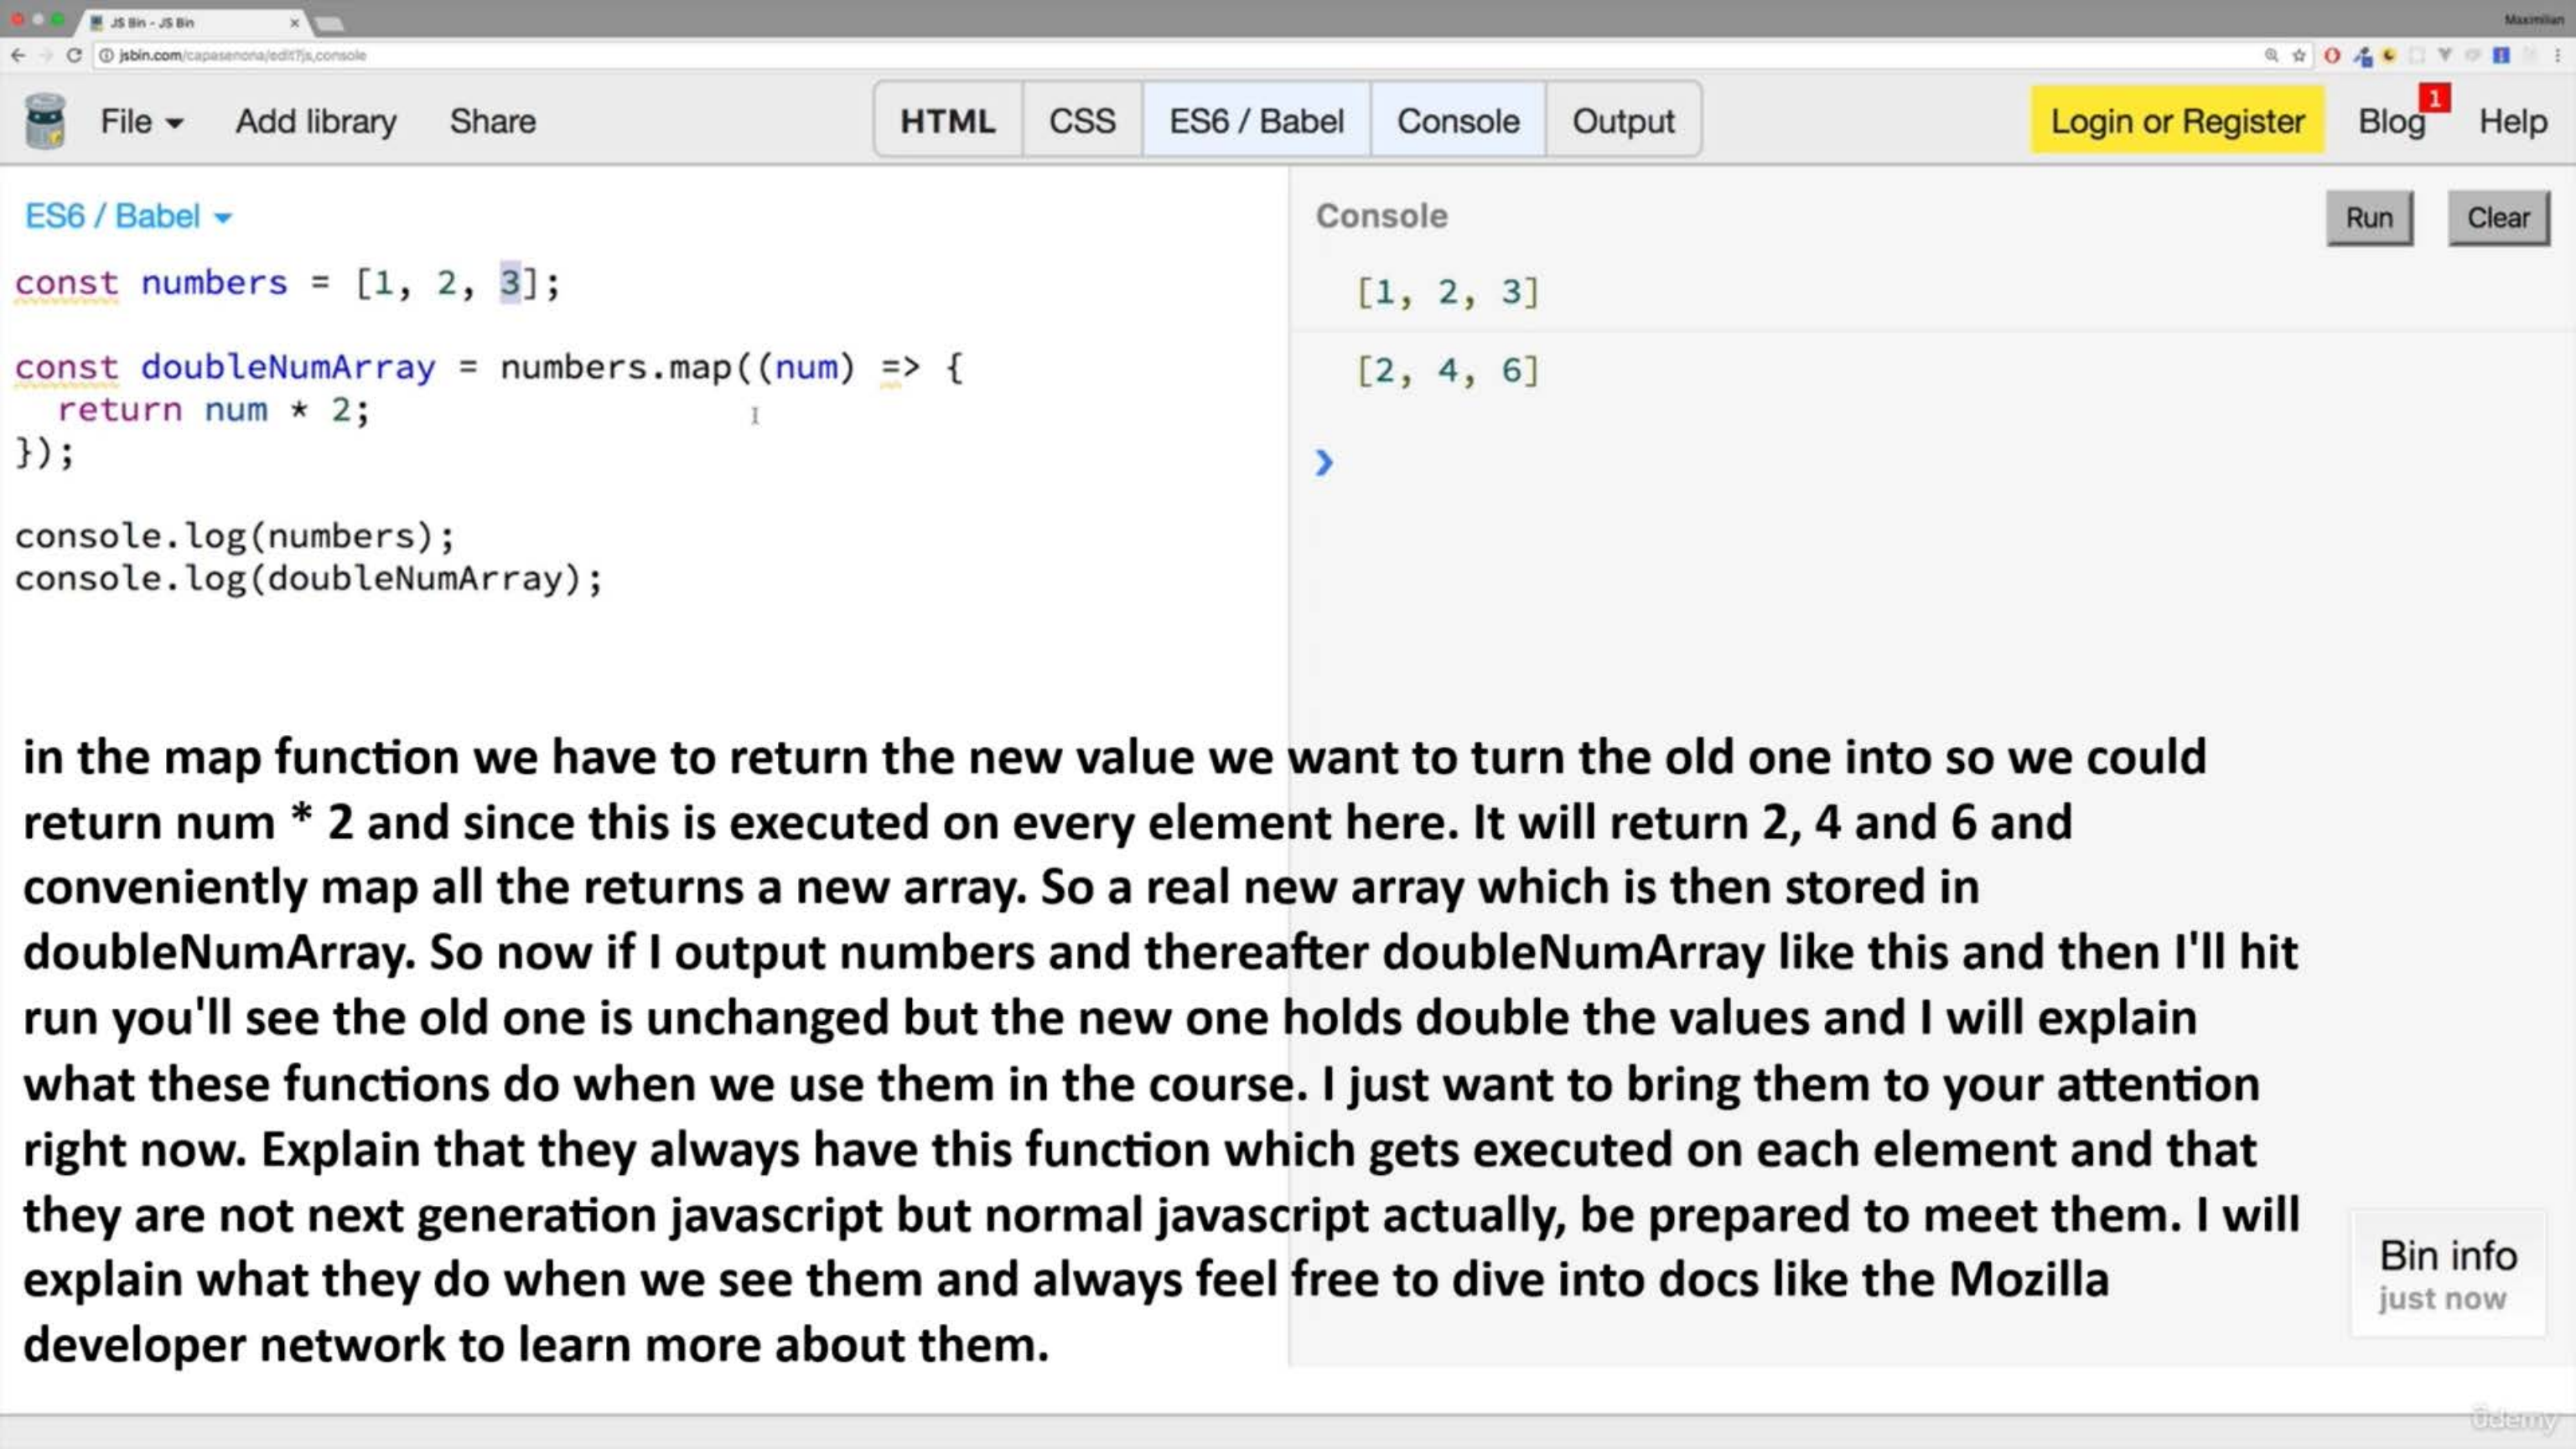 JS Bin - JS Bin
Maximilian
jsbin.com/capasenona/edit?js,console
File Add library Share HTML CSS ES6 / Babel Console Output Login or Register Blog 1 Help
ES6 / Babel
const numbers = [1, 2, 3];
const doubleNumArray = numbers.map((num) => {
return num * 2;
});
console.log(numbers);
console.log(doubleNumArray);
Console Run Clear
[1, 2, 3]
[2, 4, 6]
in the map function we have to return the new value we want to turn the old one into so we could
return num * 2 and since this is executed on every element here. It will return 2, 4 and 6 and
conveniently map all the returns a new array. So a real new array which is then stored in
doubleNumArray. So now if I output numbers and thereafter doubleNumArray like this and then I'll hit
run you'll see the old one is unchanged but the new one holds double the values and I will explain
what these functions do when we use them in the course. I just want to bring them to your attention
right now. Explain that they always have this function which gets executed on each element and that
they are not next generation javascript but normal javascript actually, be prepared to meet them. I will
explain what they do when we see them and always feel free to dive into docs like the Mozilla
developer network to learn more about them.
Bin info
just now
ûdemy